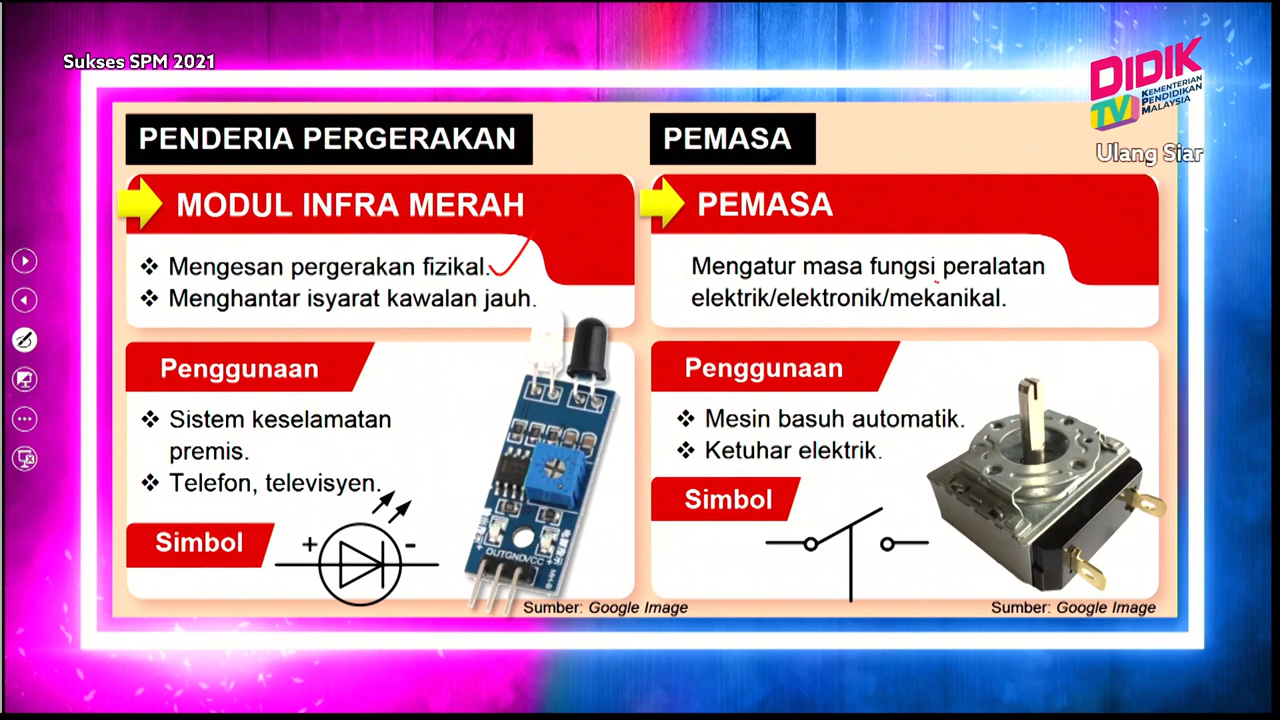 Sukses SPM 2021
DIDIK
TV
KEMENTERIAN
PENDIDIKAN
MALAYSIA
Ulang Siar
PENDERIA PERGERAKAN
MODUL INFRA MERAH
❖ Mengesan pergerakan fizikal.
❖ Menghantar isyarat kawalan jauh.
Penggunaan
❖ Sistem keselamatan
premis.
❖ Telefon, televisyen.
Simbol
+ -
OUT GND VCC
Sumber: Google Image
PEMASA
PEMASA
Mengatur masa fungsi peralatan
elektrik/elektronik/mekanikal.
Penggunaan
❖ Mesin basuh automatik.
❖ Ketuhar elektrik.
Simbol
Sumber: Google Image